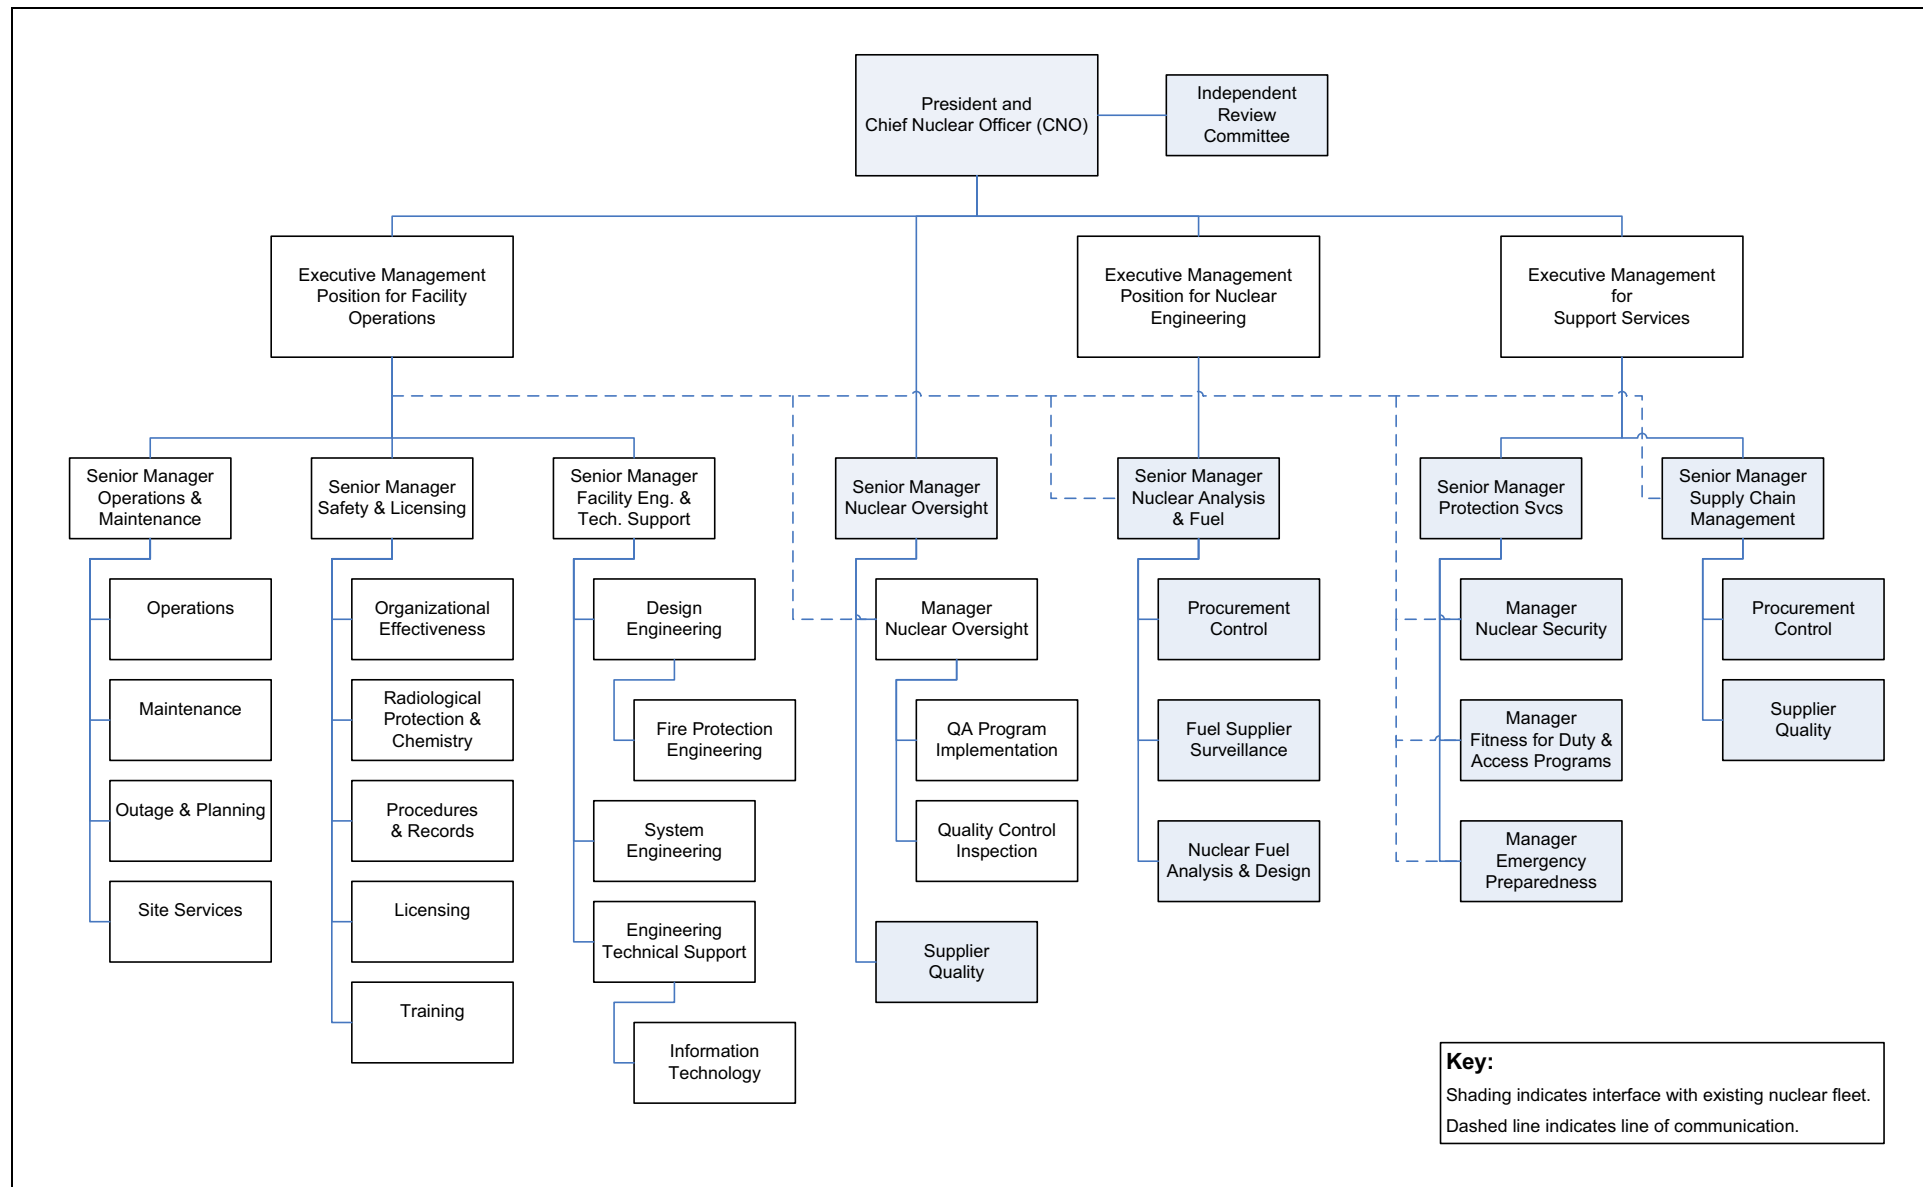 President and
Chief Nuclear Officer (CNO)
Independent
Review
Committee
Executive Management
Position for Facility
Operations
Executive Management
Position for Nuclear
Engineering
Executive Management
for
Support Services
Senior Manager
Operations &
Maintenance
Senior Manager
Safety & Licensing
Senior Manager
Facility Eng. &
Tech. Support
Senior Manager
Nuclear Oversight
Senior Manager
Nuclear Analysis
& Fuel
Senior Manager
Protection Svcs
Senior Manager
Supply Chain
Management
Operations
Maintenance
Outage & Planning
Site Services
Organizational
Effectiveness
Radiological
Protection &
Chemistry
Procedures
& Records
Licensing
Training
Design
Engineering
Fire Protection
Engineering
System
Engineering
Engineering
Technical Support
Information
Technology
Manager
Nuclear Oversight
QA Program
Implementation
Quality Control
Inspection
Supplier
Quality
Procurement
Control
Fuel Supplier
Surveillance
Nuclear Fuel
Analysis & Design
Manager
Nuclear Security
Manager
Fitness for Duty &
Access Programs
Manager
Emergency
Preparedness
Procurement
Control
Supplier
Quality
Key:
Shading indicates interface with existing nuclear fleet.
Dashed line indicates line of communication.